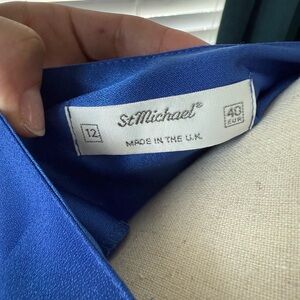 St Michael®
12
40
EUR
MADE IN THE U.K.